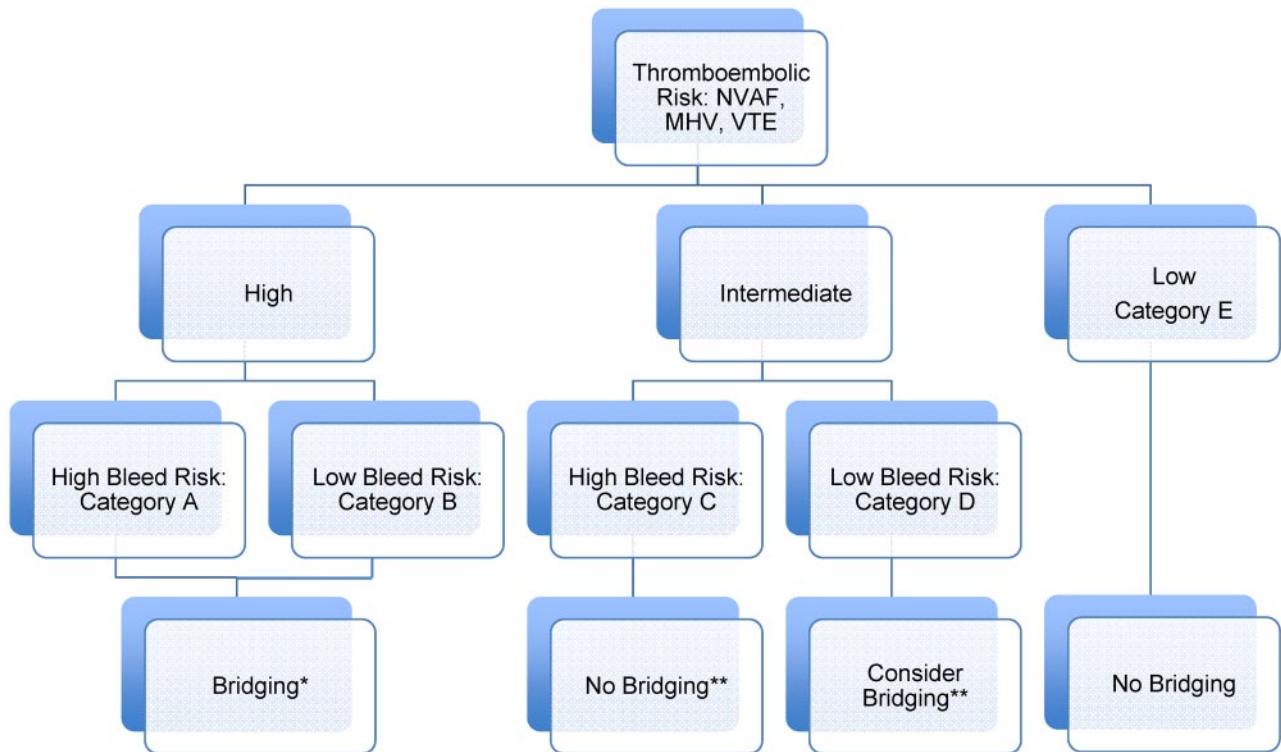 Thromboembolic
Risk: NVAF,
MHV, VTE
High
Intermediate
Low
Category E
High Bleed Risk:
Category A
Low Bleed Risk:
Category B
High Bleed Risk:
Category C
Low Bleed Risk:
Category D
Bridging*
No Bridging**
Consider
Bridging**
No Bridging